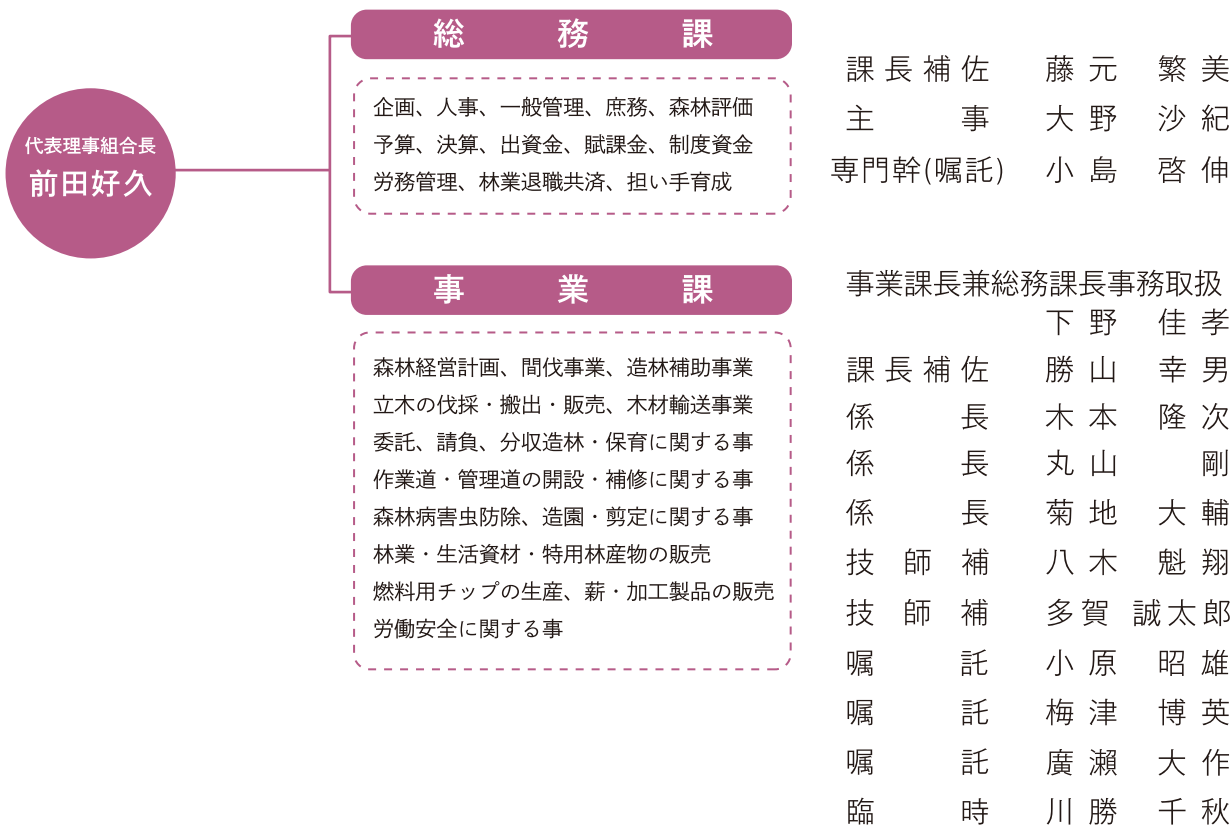 代表理事組合長
前田好久
総務課
企画、人事、一般管理、庶務、森林評価
予算、決算、出資金、賦課金、制度資金
労務管理、林業退職共済、担い手育成
課長補佐 藤元 繁美
主事 大野 沙紀
専門幹(嘱託) 小島 啓伸
事業課
森林経営計画、間伐事業、造林補助事業
立木の伐採・搬出・販売、木材輸送事業
委託、請負、分収造林・保育に関する事
作業道・管理道の開設・補修に関する事
森林病害虫防除、造園・剪定に関する事
林業・生活資材・特用林産物の販売
燃料用チップの生産、薪・加工製品の販売
労働安全に関する事
事業課長兼総務課長事務取扱
下野 佳孝
課長補佐 勝山 幸男
係長 木本 隆次
係長 丸山 剛
係長 菊地 大輔
技師補 八木 魁翔
技師補 多賀 誠太郎
嘱託 小原 昭雄
嘱託 梅津 博英
嘱託 廣瀨 大作
臨時 川勝 千秋